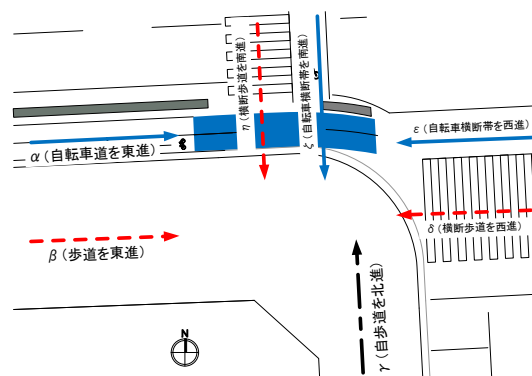 η (横断歩道を南進)
ζ (自転車横断帯を南進)
α (自転車道を東進)
ε (自転車横断帯を西進)
δ (横断歩道を西進)
β (歩道を東進)
γ (自歩道を北進)
N